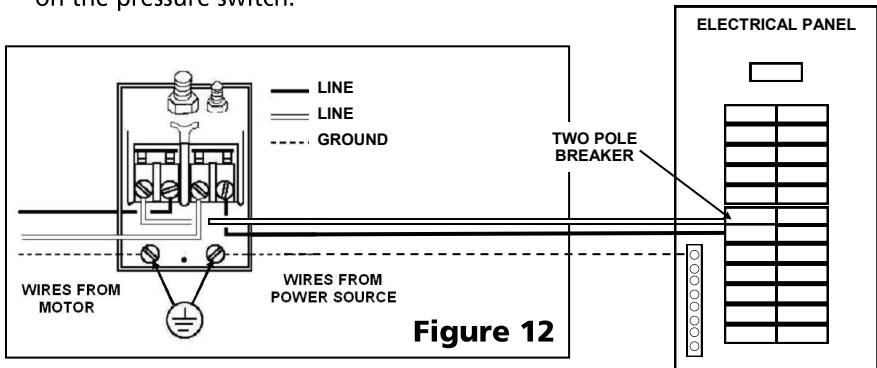 on the pressure switch.
ELECTRICAL PANEL
LINE
LINE
GROUND
TWO POLE
BREAKER
WIRES FROM
MOTOR
WIRES FROM
POWER SOURCE
Figure 12